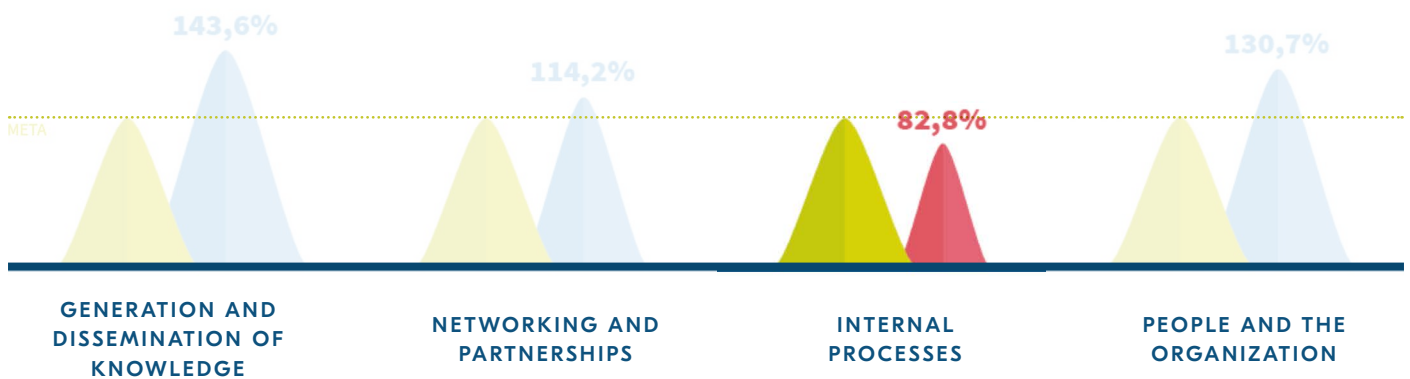 143,6%
114,2%
82,8%
130,7%
META
GENERATION AND
DISSEMINATION OF
KNOWLEDGE
NETWORKING AND
PARTNERSHIPS
INTERNAL
PROCESSES
PEOPLE AND THE
ORGANIZATION